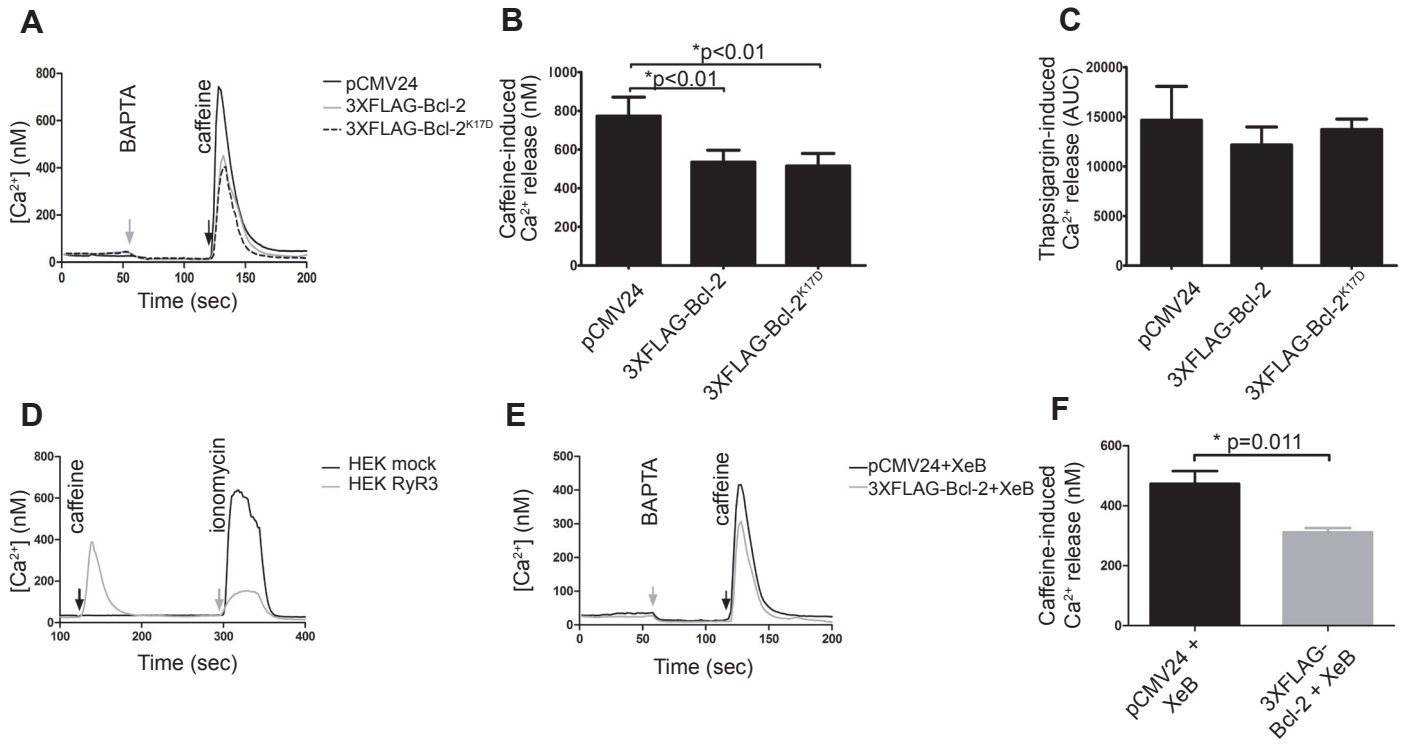 A
[Ca²⁺] (nM)
800
600
400
200
0
0
50
100
150
200
Time (sec)
BAPTA
caffeine
pCMV24
3XFLAG-Bcl-2
3XFLAG-Bcl-2ᴷ¹⁷ᴰ
B
Caffeine-induced
Ca²⁺ release (nM)
1000
800
600
400
200
0
*p<0.01
*p<0.01
pCMV24
3XFLAG-Bcl-2
3XFLAG-Bcl-2ᴷ¹⁷ᴰ
C
Thapsigargin-induced
Ca²⁺ release (AUC)
20000
15000
10000
5000
0
pCMV24
3XFLAG-Bcl-2
3XFLAG-Bcl-2ᴷ¹⁷ᴰ
D
[Ca²⁺] (nM)
800
600
400
200
0
100
200
300
400
Time (sec)
caffeine
ionomycin
HEK mock
HEK RyR3
E
[Ca²⁺] (nM)
500
400
300
200
100
0
0
50
100
150
200
Time (sec)
BAPTA
caffeine
pCMV24+XeB
3XFLAG-Bcl-2+XeB
F
Caffeine-induced
Ca²⁺ release (nM)
600
400
200
0
* p=0.011
pCMV24 +
XeB
3XFLAG-
Bcl-2 + XeB